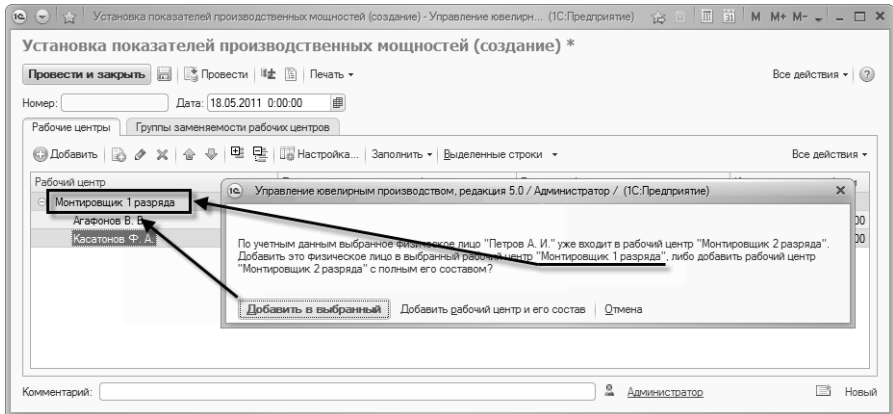 Установка показателей производственных мощностей (создание) - Управление ювелирн... (1С:Предприятие)
M M+ M-
Установка показателей производственных мощностей (создание) *
Провести и закрыть Провести Печать Все действия
Номер: Дата: 18.05.2011 0:00:00
Рабочие центры Группы заменяемости рабочих центров
Добавить Настройка... Заполнить Выделенные строки Все действия
Рабочий центр
Монтировщик 1 разряда
Агафонов В. В.
Касатонов Ф. А.
Управление ювелирным производством, редакция 5.0 / Администратор / (1С:Предприятие)
По учетным данным выбранное физическое лицо "Петров А. И." уже входит в рабочий центр "Монтировщик 2 разряда".
Добавить это физическое лицо в выбранный рабочий центр "Монтировщик 1 разряда", либо добавить рабочий центр
"Монтировщик 2 разряда" с полным его составом?
Добавить в выбранный Добавить рабочий центр и его состав Отмена
Комментарий: Администратор Новый